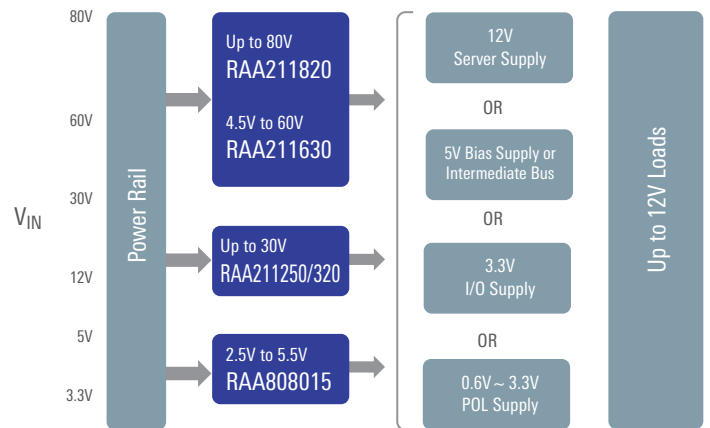 80V
60V
30V
VIN
12V
5V
3.3V
Power Rail
Up to 80V
RAA211820
4.5V to 60V
RAA211630
Up to 30V
RAA211250/320
2.5V to 5.5V
RAA808015
12V
Server Supply
OR
5V Bias Supply or
Intermediate Bus
OR
3.3V
I/O Supply
OR
0.6V ~ 3.3V
POL Supply
Up to 12V Loads